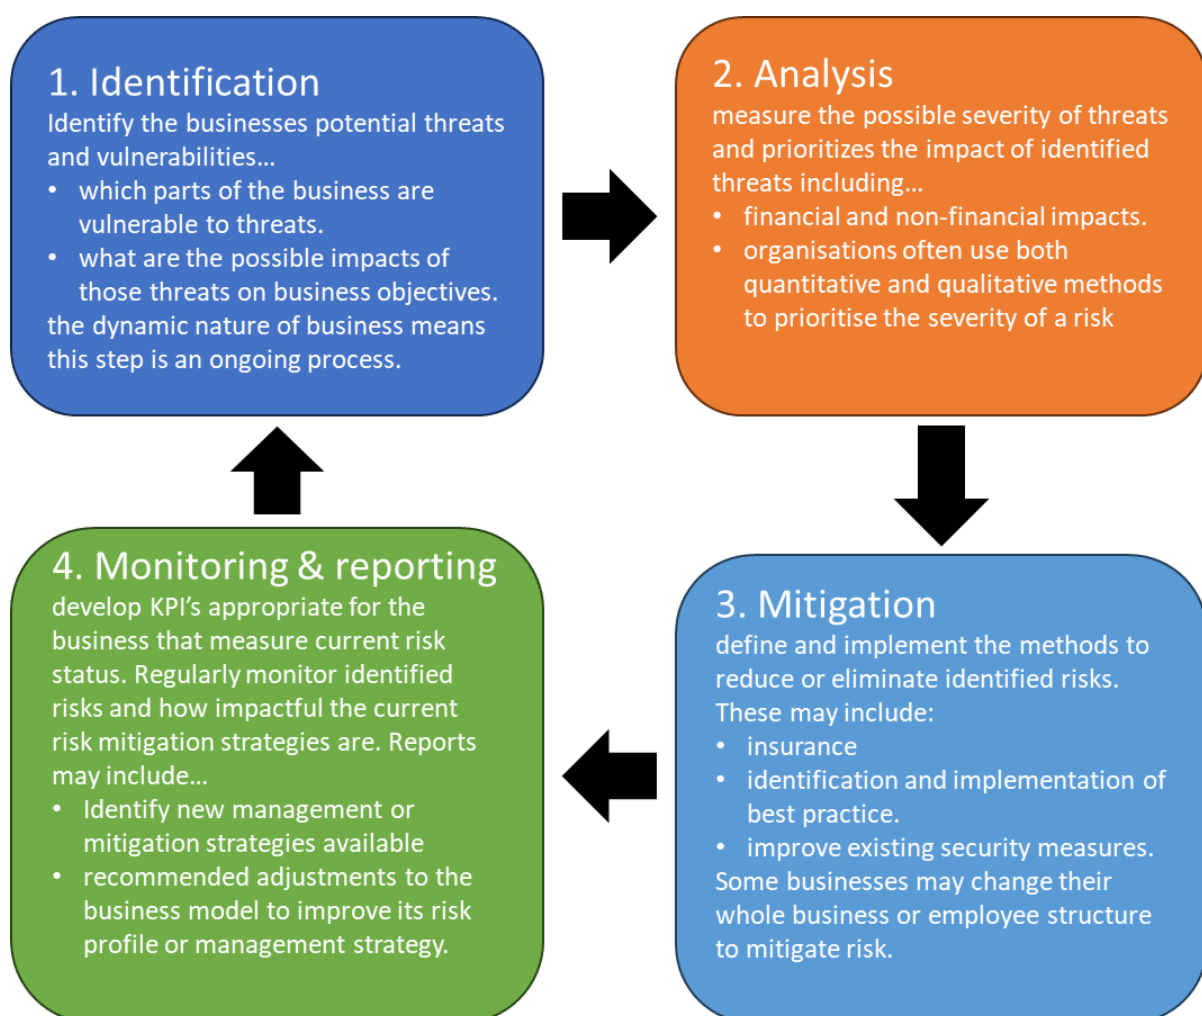 1. Identification
Identify the businesses potential threats
and vulnerabilities...
• which parts of the business are
vulnerable to threats.
• what are the possible impacts of
those threats on business objectives.
the dynamic nature of business means
this step is an ongoing process.
2. Analysis
measure the possible severity of threats
and prioritizes the impact of identified
threats including...
• financial and non-financial impacts.
• organisations often use both
quantitative and qualitative methods
to prioritise the severity of a risk
3. Mitigation
define and implement the methods to
reduce or eliminate identified risks.
These may include:
• insurance
• identification and implementation of
best practice.
• improve existing security measures.
Some businesses may change their
whole business or employee structure
to mitigate risk.
4. Monitoring & reporting
develop KPI’s appropriate for the
business that measure current risk
status. Regularly monitor identified
risks and how impactful the current
risk mitigation strategies are. Reports
may include...
• Identify new management or
mitigation strategies available
• recommended adjustments to the
business model to improve its risk
profile or management strategy.